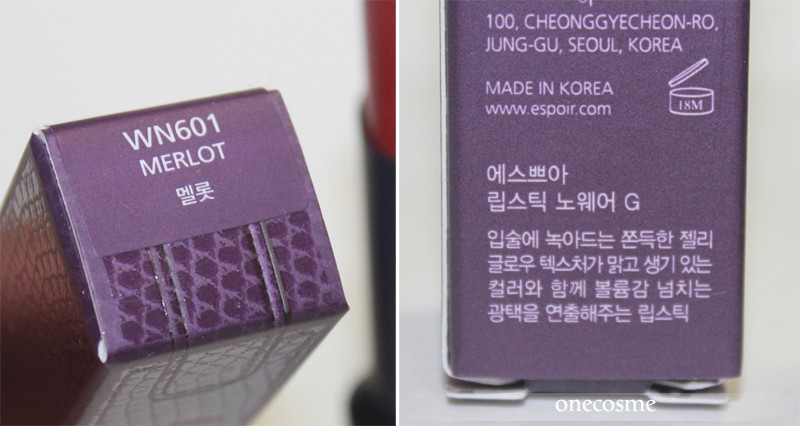 WN601
MERLOT
멜롯
100, CHEONGGYECHEON-RO,
JUNG-GU, SEOUL, KOREA
MADE IN KOREA
www.espoir.com
18M
에스쁘아
립스틱 노웨어 G
입술에 녹아드는 쫀득한 젤리
글로우 텍스처가 맑고 생기 있는
컬러와 함께 볼륨감 넘치는
광택을 연출해주는 립스틱
onecosme